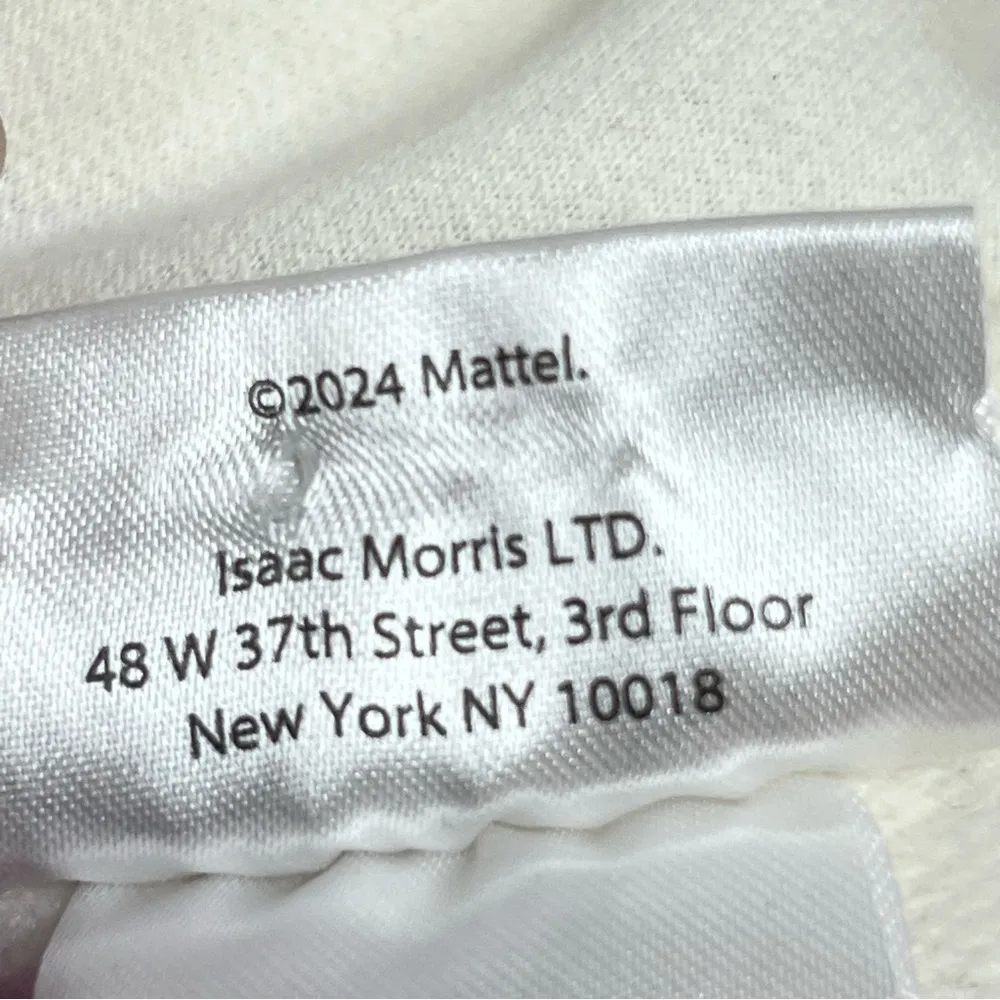 ©2024 Mattel.
Isaac Morris LTD.
48 W 37th Street, 3rd Floor
New York NY 10018